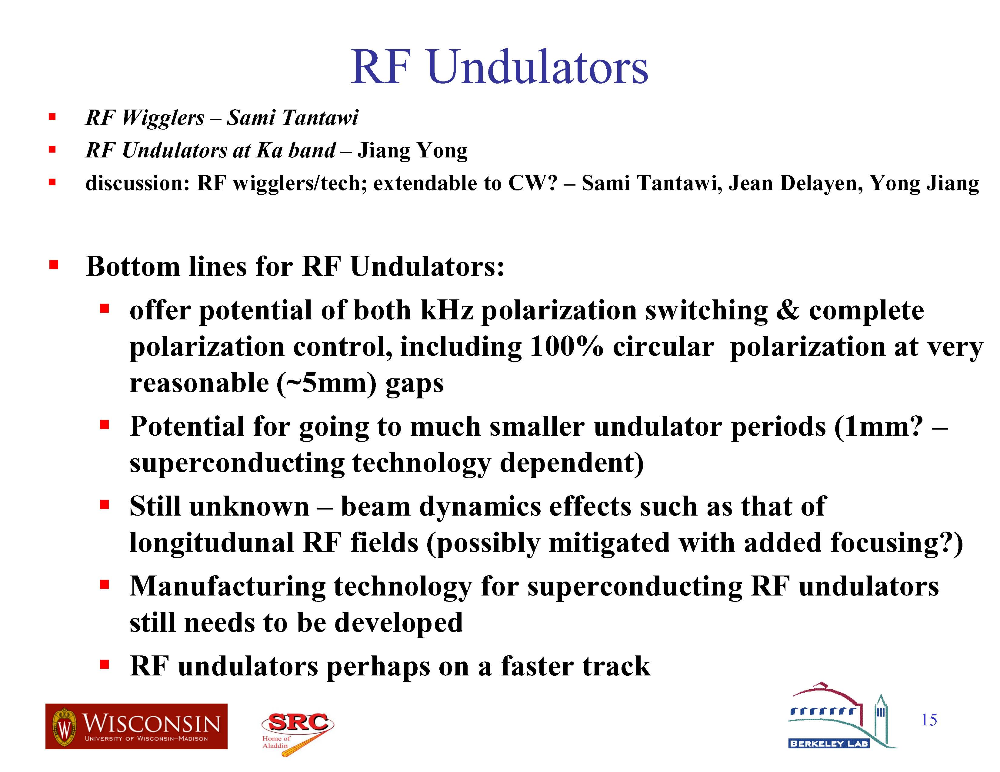 RF Undulators
▪ RF Wigglers – Sami Tantawi
▪ RF Undulators at Ka band – Jiang Yong
▪ discussion: RF wigglers/tech; extendable to CW? – Sami Tantawi, Jean Delayen, Yong Jiang
▪ Bottom lines for RF Undulators:
▪ offer potential of both kHz polarization switching & complete
polarization control, including 100% circular polarization at very
reasonable (~5mm) gaps
▪ Potential for going to much smaller undulator periods (1mm? –
superconducting technology dependent)
▪ Still unknown – beam dynamics effects such as that of
longitudunal RF fields (possibly mitigated with added focusing?)
▪ Manufacturing technology for superconducting RF undulators
still needs to be developed
▪ RF undulators perhaps on a faster track
W WISCONSIN
UNIVERSITY OF WISCONSIN–MADISON
SRC
Home of
Aladdin
BERKELEY LAB
15